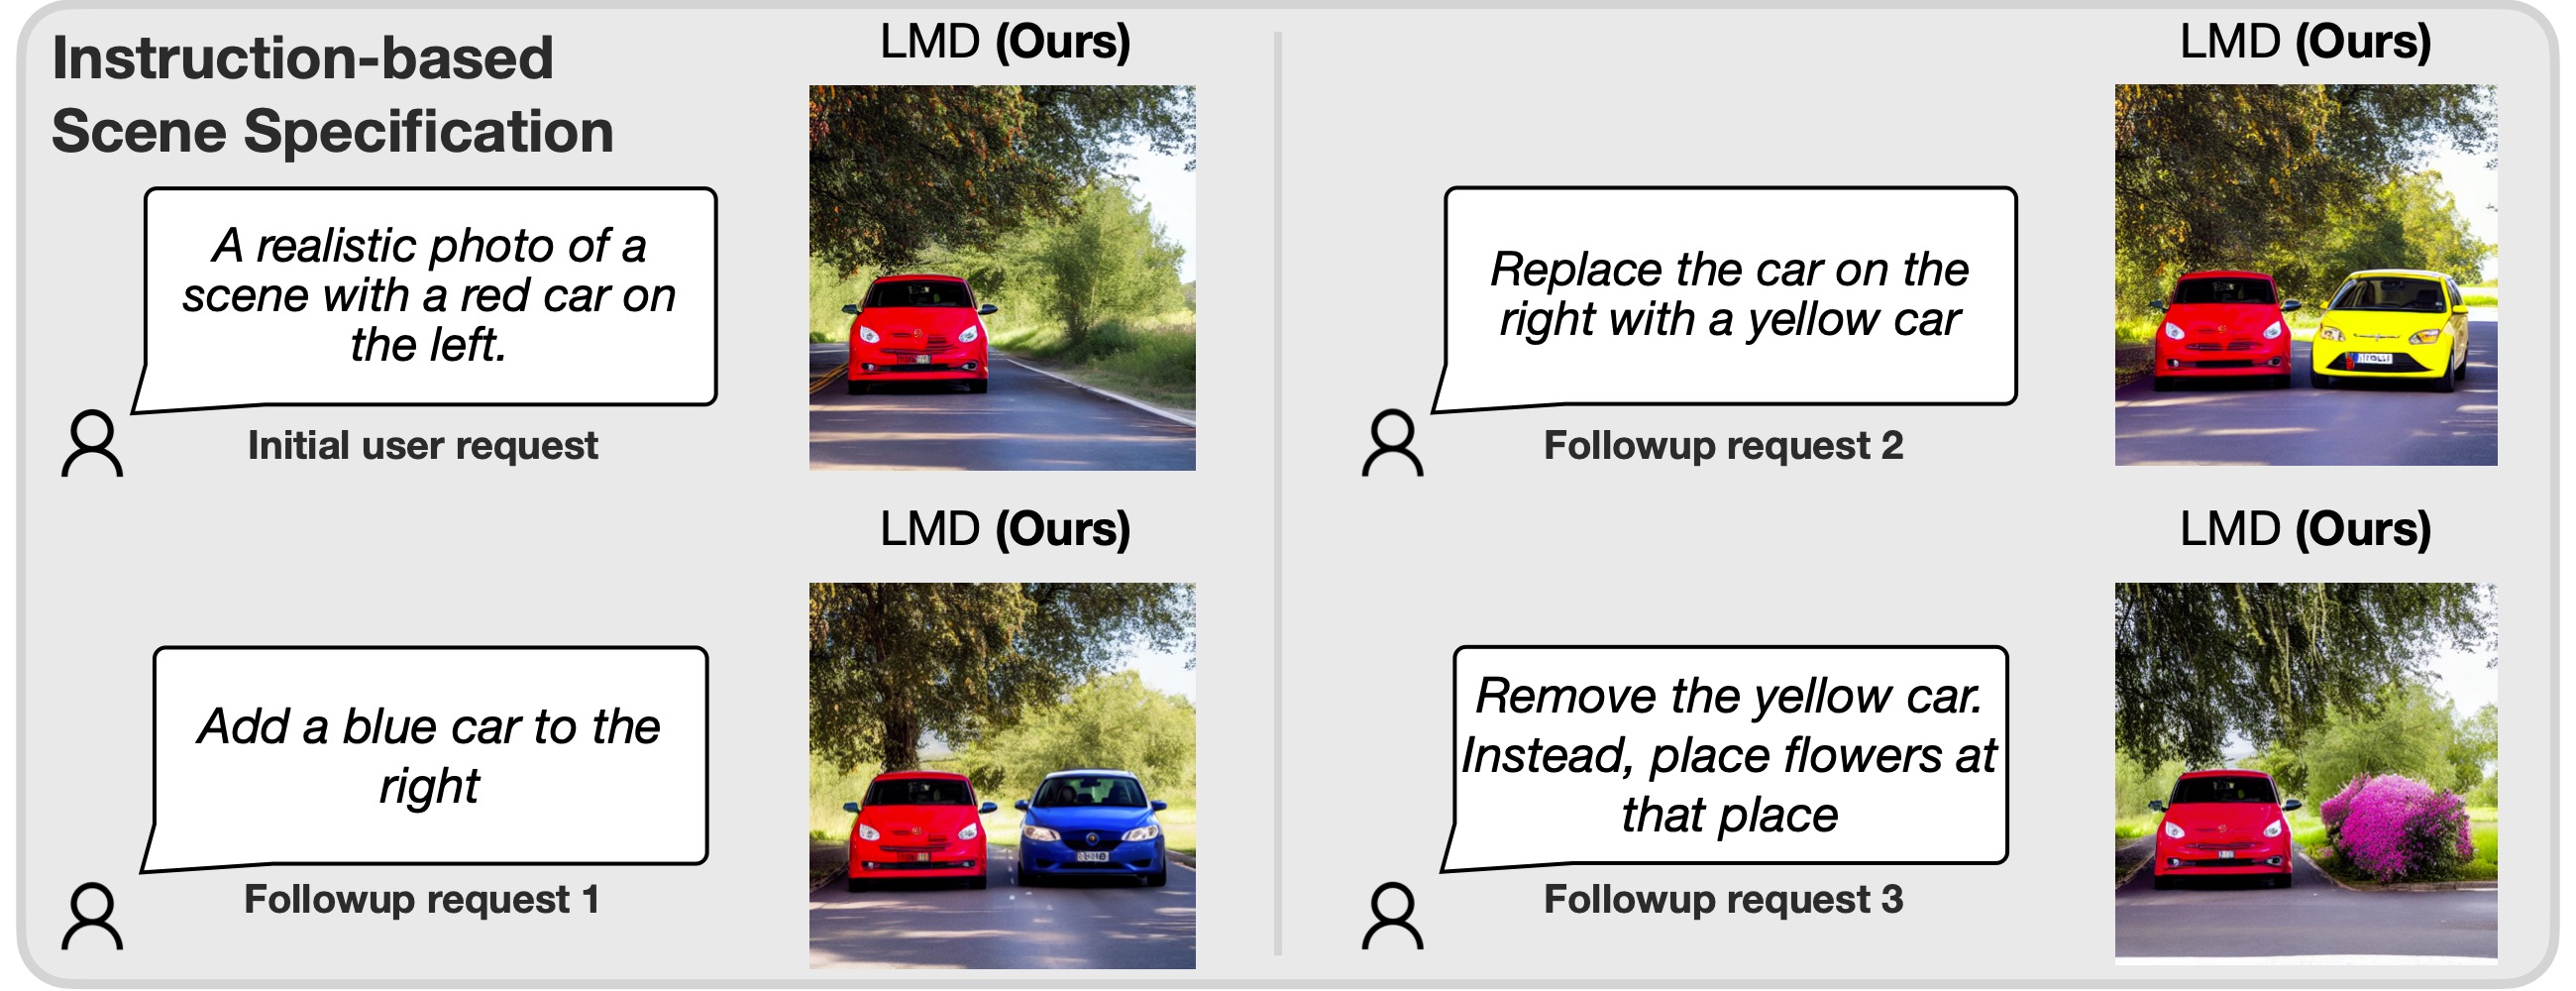 Instruction-based
Scene Specification
LMD (Ours)
A realistic photo of a
scene with a red car on
the left.
Initial user request
LMD (Ours)
Add a blue car to the
right
Followup request 1
LMD (Ours)
Replace the car on the
right with a yellow car
Followup request 2
LMD (Ours)
Remove the yellow car.
Instead, place flowers at
that place
Followup request 3